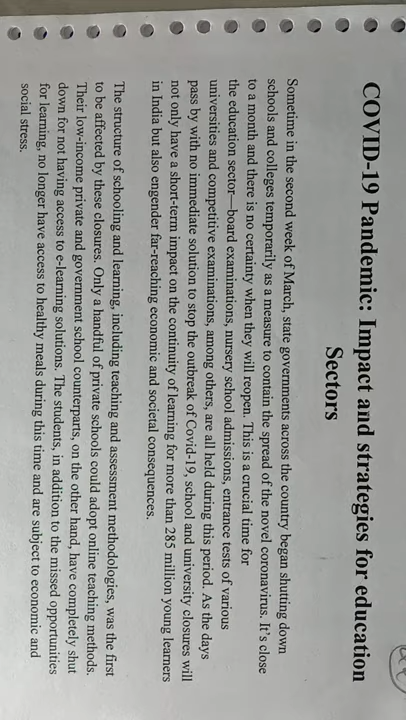 COVID-19 Pandemic: Impact and strategies for education
Sectors
Sometime in the second week of March, state governments across the country began shutting down
schools and colleges temporarily as a measure to contain the spread of the novel coronavirus. It's close
to a month and there is no certainty when they will reopen. This is a crucial time for
the education sector—board examinations, nursery school admissions, entrance tests of various
universities and competitive examinations, among others, are all held during this period. As the days
pass by with no immediate solution to stop the outbreak of Covid-19, school and university closures will
not only have a short-term impact on the continuity of learning for more than 285 million young learners
in India but also engender far-reaching economic and societal consequences.
The structure of schooling and learning, including teaching and assessment methodologies, was the first
to be affected by these closures. Only a handful of private schools could adopt online teaching methods.
Their low-income private and government school counterparts, on the other hand, have completely shut
down for not having access to e-learning solutions. The students, in addition to the missed opportunities
for learning, no longer have access to healthy meals during this time and are subject to economic and
social stress.